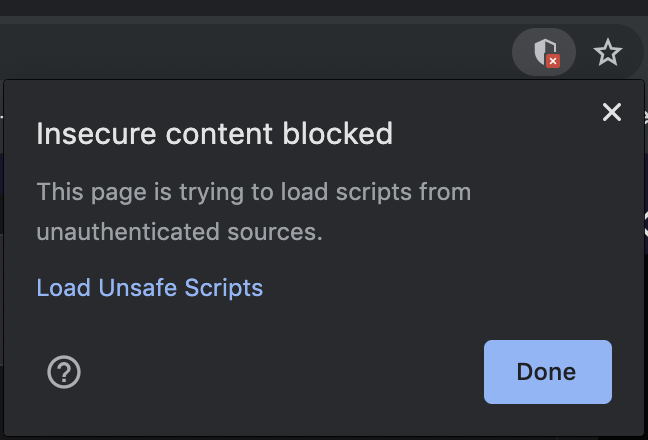 Insecure content blocked
This page is trying to load scripts from
unauthenticated sources.
Load Unsafe Scripts
Done